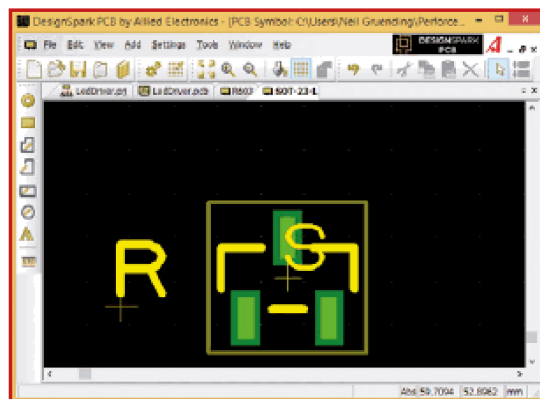 DesignSpark PCB by Allied Electronics - [PCB Symbol: C:\Users\Neil Gruending\Perforce...
File Edit View Add Settings Tools Window Help
DESIGNSPARK
PCB
LedDriver.prj LedDriver.pcb R603 SOT-23-L
S
R
Abs 59.7094 52.8962 mm